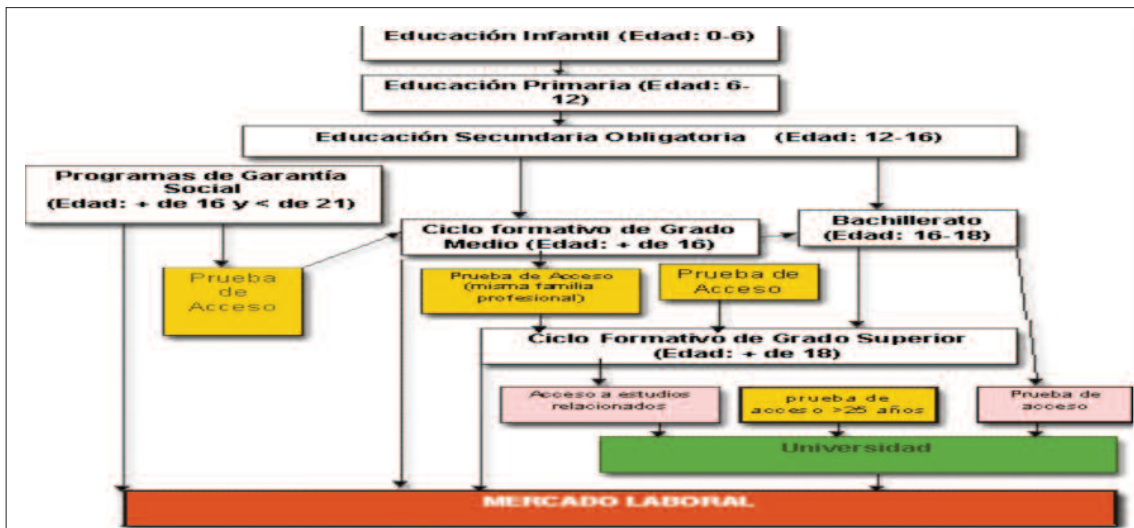 Educación Infantil (Edad: 0-6)
Educación Primaria (Edad: 6-
12)
Educación Secundaria Obligatoria (Edad: 12-16)
Programas de Garantía
Social
(Edad: + de 16 y < de 21)
Ciclo formativo de Grado
Medio (Edad: + de 16)
Bachillerato
(Edad: 16-18)
Prueba
de
Acceso
Prueba de Acceso
(misma familia
profesional)
Prueba de
Acceso
Ciclo Formativo de Grado Superior
(Edad: + de 18)
Acceso a estudios
relacionados
prueba de
acceso >25 años
Prueba de
acceso
Universidad
MERCADO LABORAL